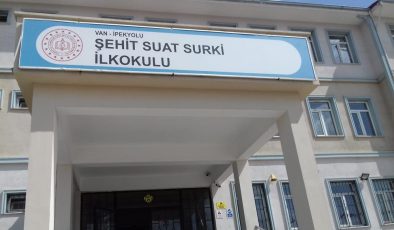 VAN - İPEKYOLU
ŞEHİT SUAT SURKİ
İLKOKULU